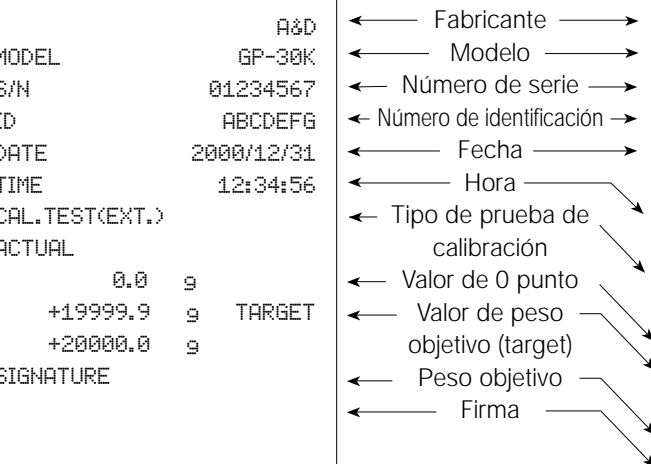 A&D
MODEL GP-30K
S/N 01234567
ID ABCDEFG
DATE 2000/12/31
TIME 12:34:56
CAL.TEST(EXT.)
ACTUAL
0.0 g
+19999.9 g TARGET
+20000.0 g
SIGNATURE
Fabricante
Modelo
Número de serie
Número de identificación
Fecha
Hora
Tipo de prueba de
calibración
Valor de 0 punto
Valor de peso
objetivo (target)
Peso objetivo
Firma